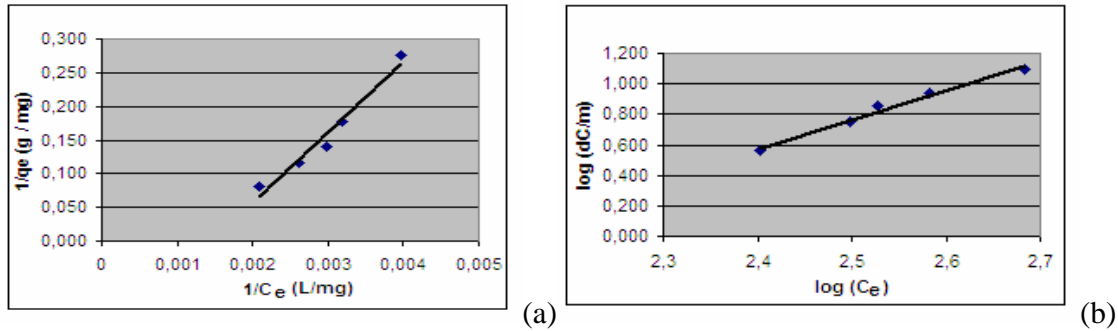 0,300
0,250
0,200
0,150
0,100
0,050
0,000
1/qe (g / mg)
0 0,001 0,002 0,003 0,004 0,005
1/C e (L/mg)
(a)
1,200
1,000
0,800
0,600
0,400
0,200
0,000
log (dC/m)
2,3 2,4 2,5 2,6 2,7
log (Ce)
(b)